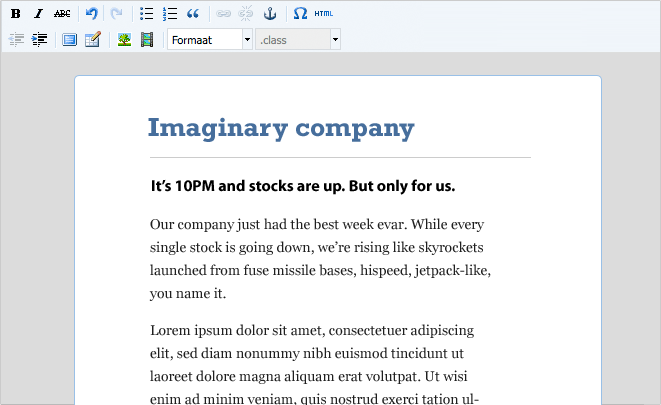 B I ABC HTML
Formaat .class
Imaginary company
It's 10PM and stocks are up. But only for us.
Our company just had the best week evar. While every
single stock is going down, we're rising like skyrockets
launched from fuse missile bases, hispeed, jetpack-like,
you name it.
Lorem ipsum dolor sit amet, consectetuer adipiscing
elit, sed diam nonummy nibh euismod tincidunt ut
laoreet dolore magna aliquam erat volutpat. Ut wisi
enim ad minim veniam, quis nostrud exerci tation ul-